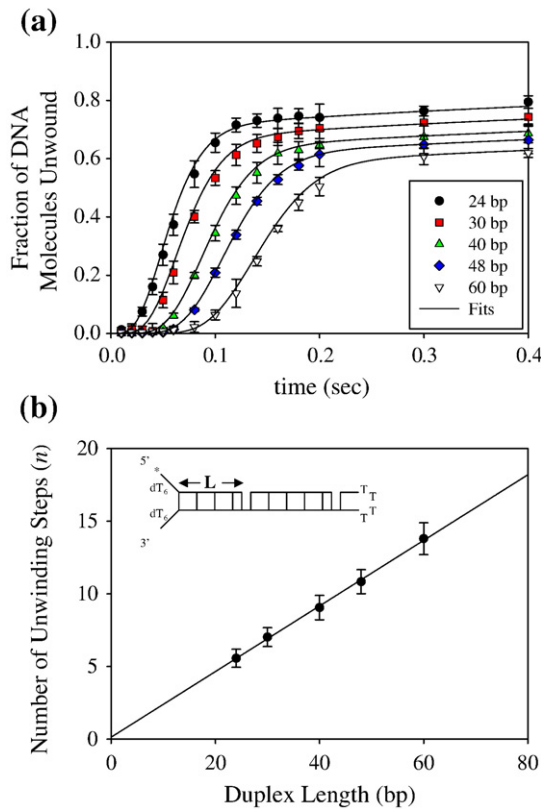 (a)
Fraction of DNA
Molecules Unwound
1.0
0.8
0.6
0.4
0.2
0.0
24 bp
30 bp
40 bp
48 bp
60 bp
Fits
0.0 0.1 0.2 0.3 0.4
time (sec)
(b)
Number of Unwinding Steps (n)
20
15
10
5
0
5'
*
dT6
L
dT6
3'
T
T
T
T
0 20 40 60 80
Duplex Length (bp)